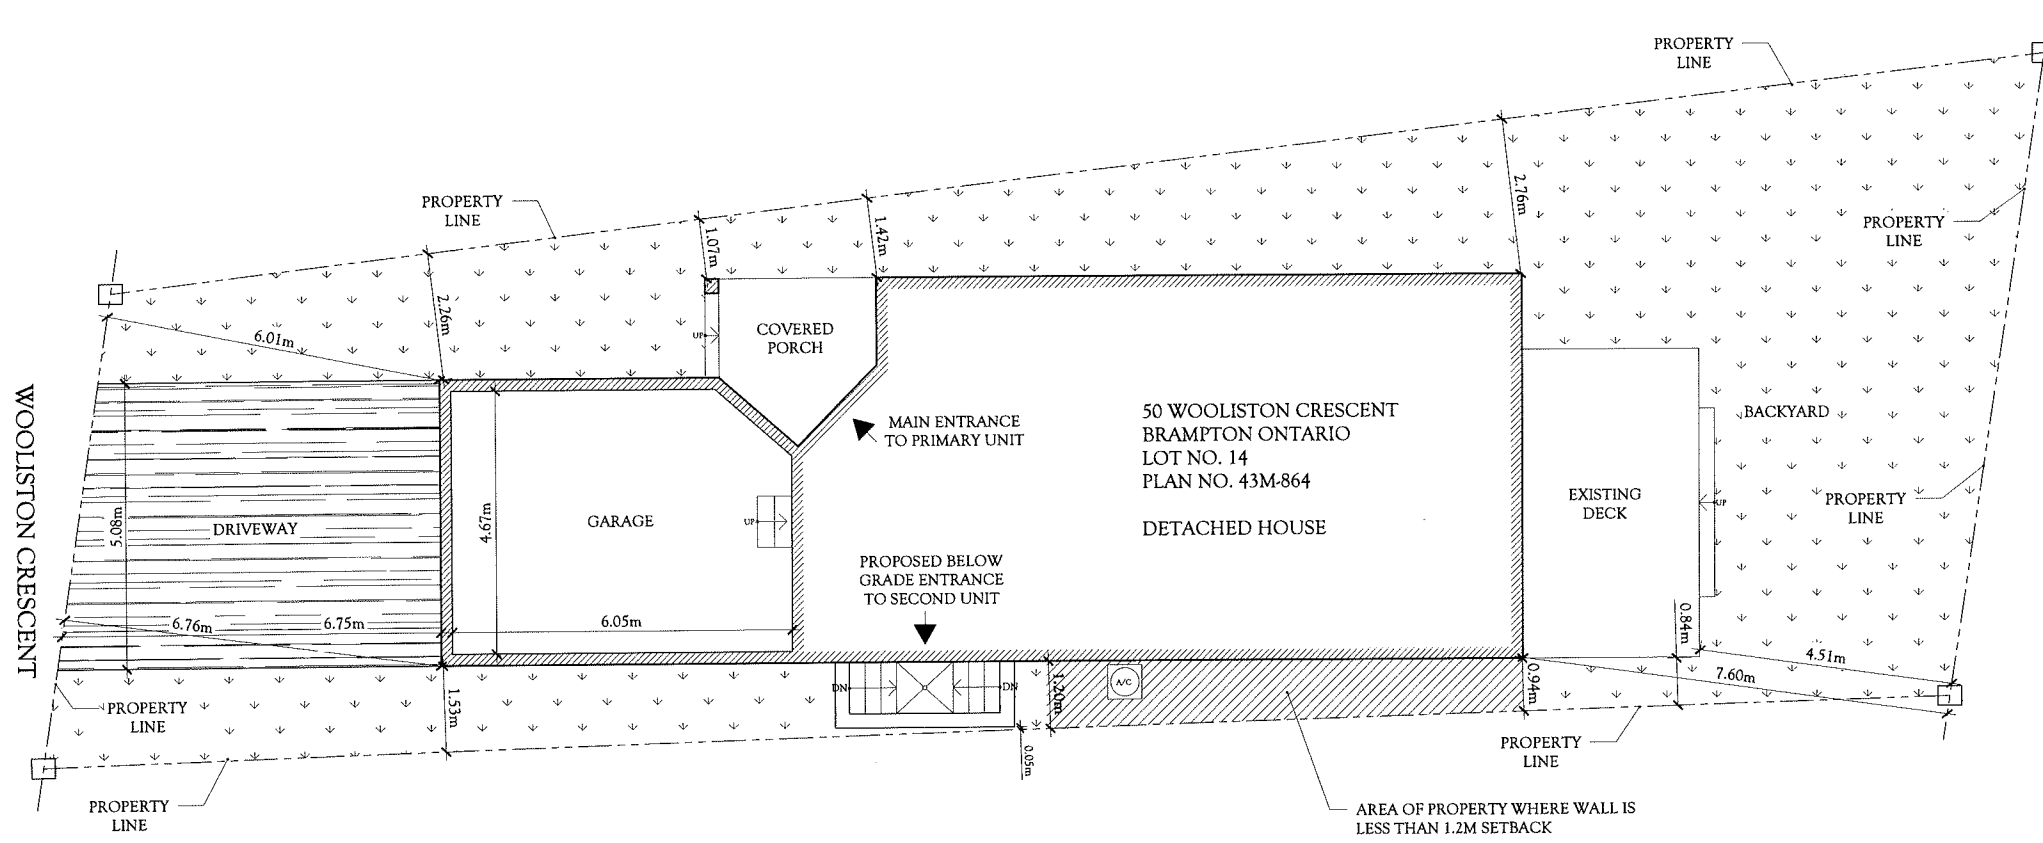 PROPERTY
LINE
PROPERTY
LINE
PROPERTY
LINE
2.76m
1.42m
1.07m
2.26m
6.01m
UP
COVERED
PORCH
WOOLISTON CRESCENT
5.08m
DRIVEWAY
4.67m
GARAGE
UP
MAIN ENTRANCE
TO PRIMARY UNIT
50 WOOLISTON CRESCENT
BRAMPTON ONTARIO
LOT NO. 14
PLAN NO. 43M-864
DETACHED HOUSE
BACKYARD
EXISTING
DECK
UP
PROPERTY
LINE
PROPOSED BELOW
GRADE ENTRANCE
TO SECOND UNIT
6.76m
6.75m
6.05m
0.84m
4.51m
7.60m
0.94m
DN
DN
1.20m
A/C
1.53m
PROPERTY
LINE
0.05m
PROPERTY
LINE
PROPERTY
LINE
AREA OF PROPERTY WHERE WALL IS
LESS THAN 1.2M SETBACK